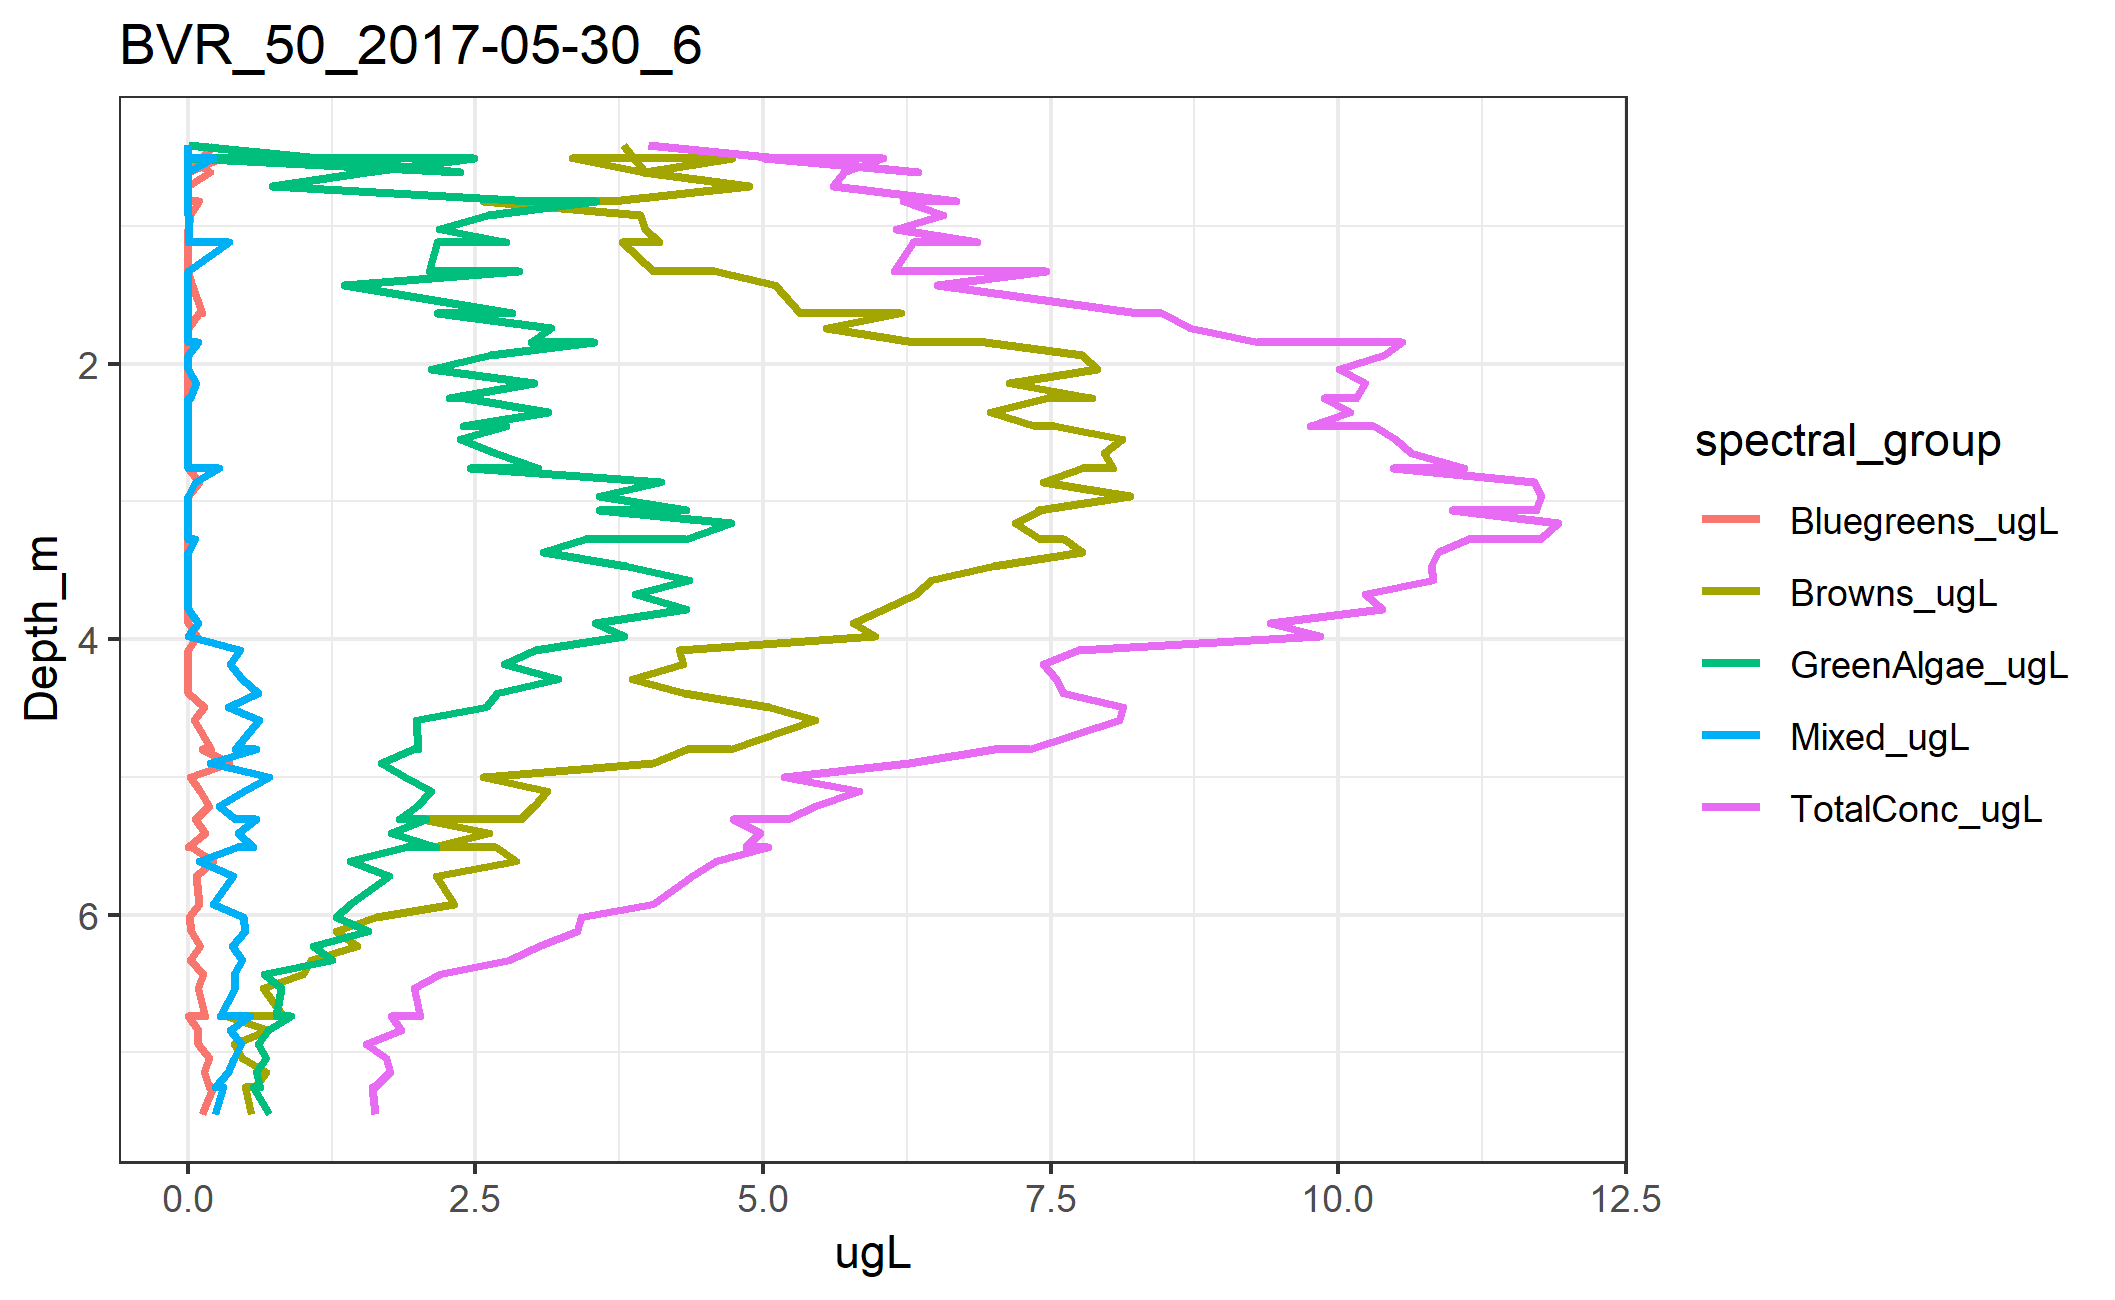 BVR_50_2017-05-30_6
Depth_m
2
4
6
0.0 2.5 5.0 7.5 10.0 12.5
ugL
spectral_group
Bluegreens_ugL
Browns_ugL
GreenAlgae_ugL
Mixed_ugL
TotalConc_ugL